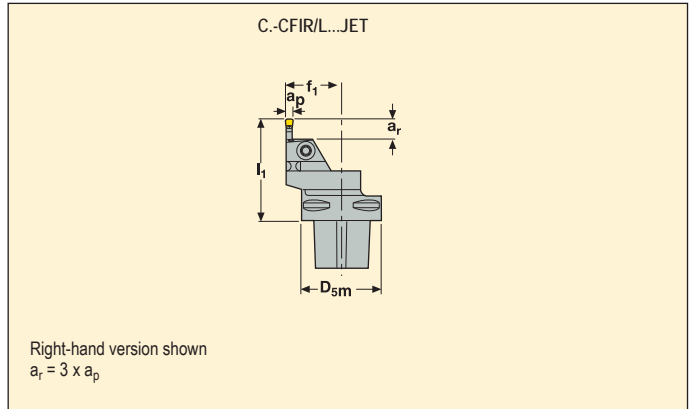 C.-CFIR/L...JET
f₁
aₚ
aᵣ
l₁
D₅ₘ
Right-hand version shown
aᵣ = 3 x aₚ